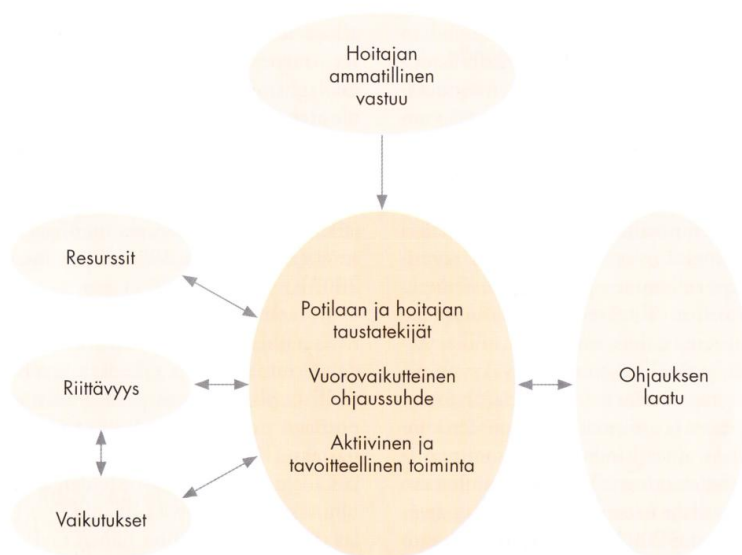 Hoitajan
ammatillinen
vastuu
Resurssit
Potilaan ja hoitajan
taustatekijät
Riittävyys
Vuorovaikutteinen
ohjaussuhde
Ohjauksen
laatu
Aktiivinen ja
tavoitteellinen toiminta
Vaikutukset